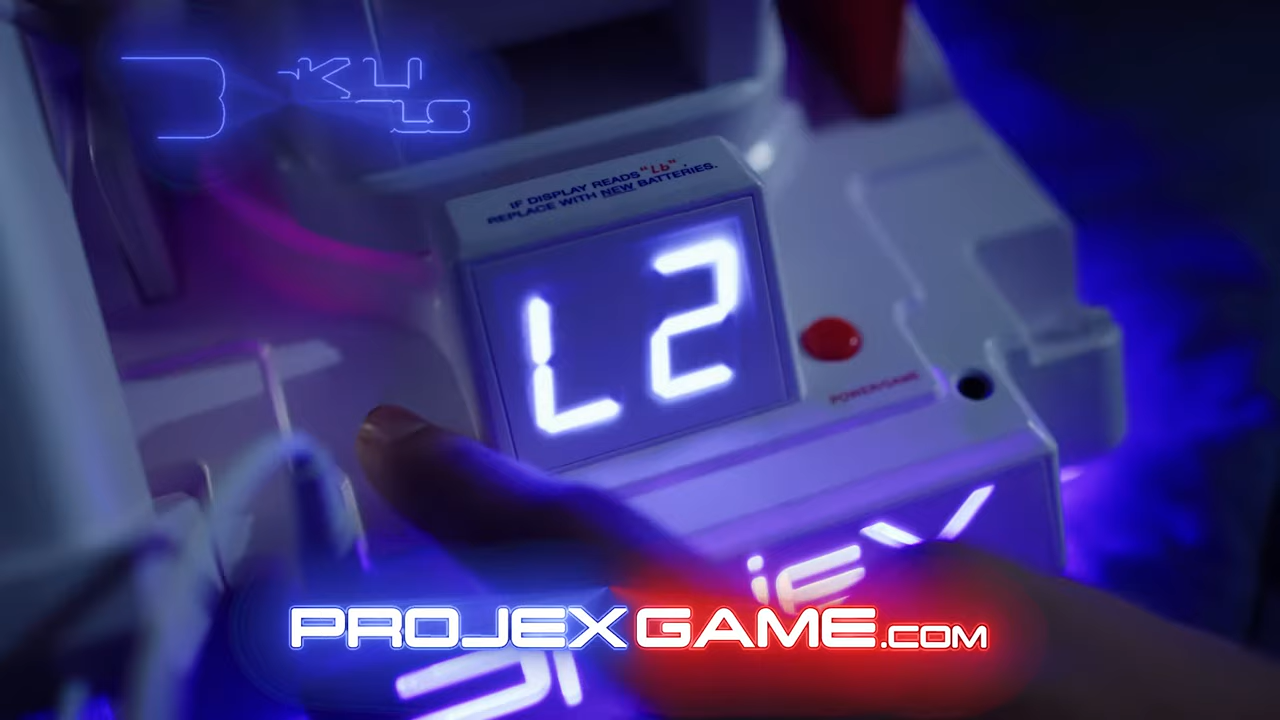 IF DISPLAY READS "Lb".
REPLACE WITH NEW BATTERIES.
L2
POWER-GAME
PROJEXGAME.COM